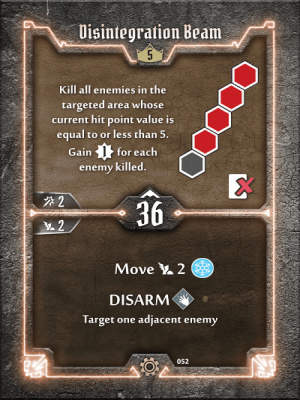 Disintegration Beam
5
Kill all enemies in the
targeted area whose
current hit point value is
equal to or less than 5.
Gain 1 for each
enemy killed.
2
36
2
Move 2
DISARM
Target one adjacent enemy
052